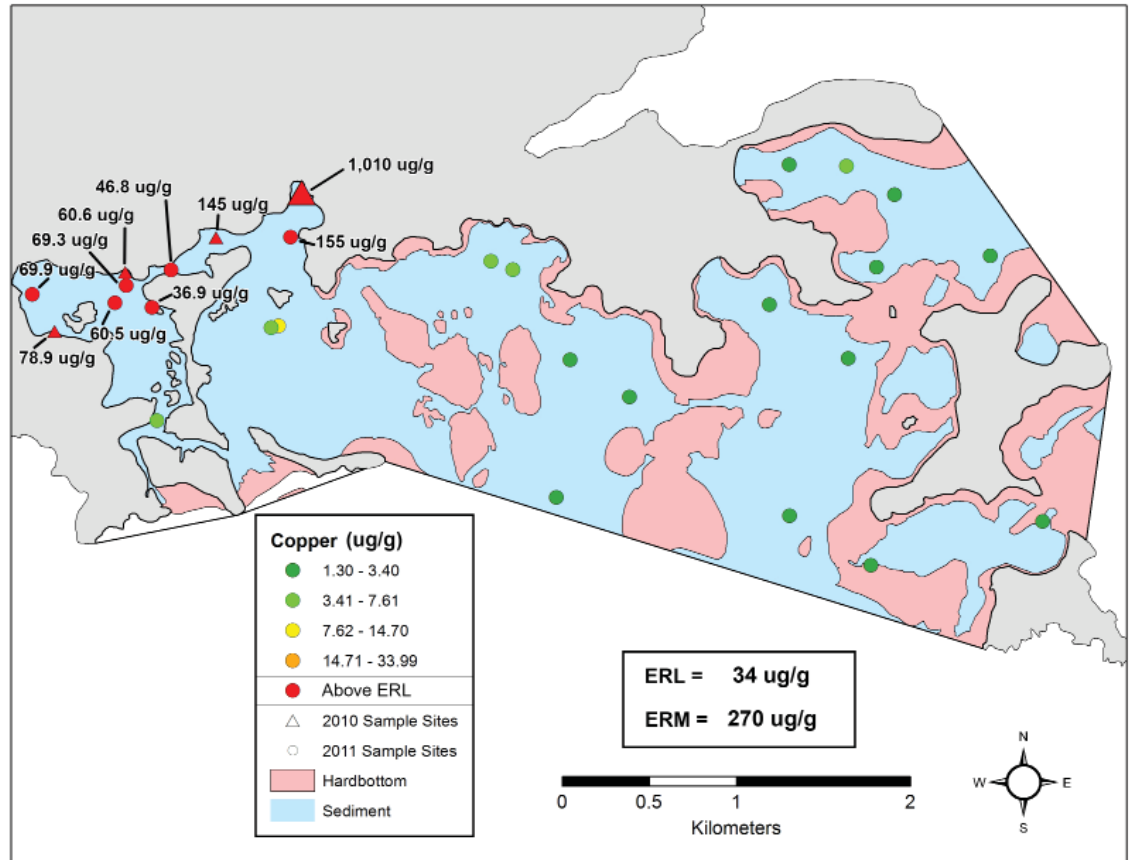 1,010 ug/g
46.8 ug/g
145 ug/g
60.6 ug/g
155 ug/g
69.3 ug/g
69.9 ug/g
36.9 ug/g
60.5 ug/g
78.9 ug/g
Copper (ug/g)
1.30 - 3.40
3.41 - 7.61
7.62 - 14.70
14.71 - 33.99
Above ERL
2010 Sample Sites
2011 Sample Sites
Hardbottom
Sediment
ERL = 34 ug/g
ERM = 270 ug/g
0 0.5 1 2
Kilometers
N
W E
S